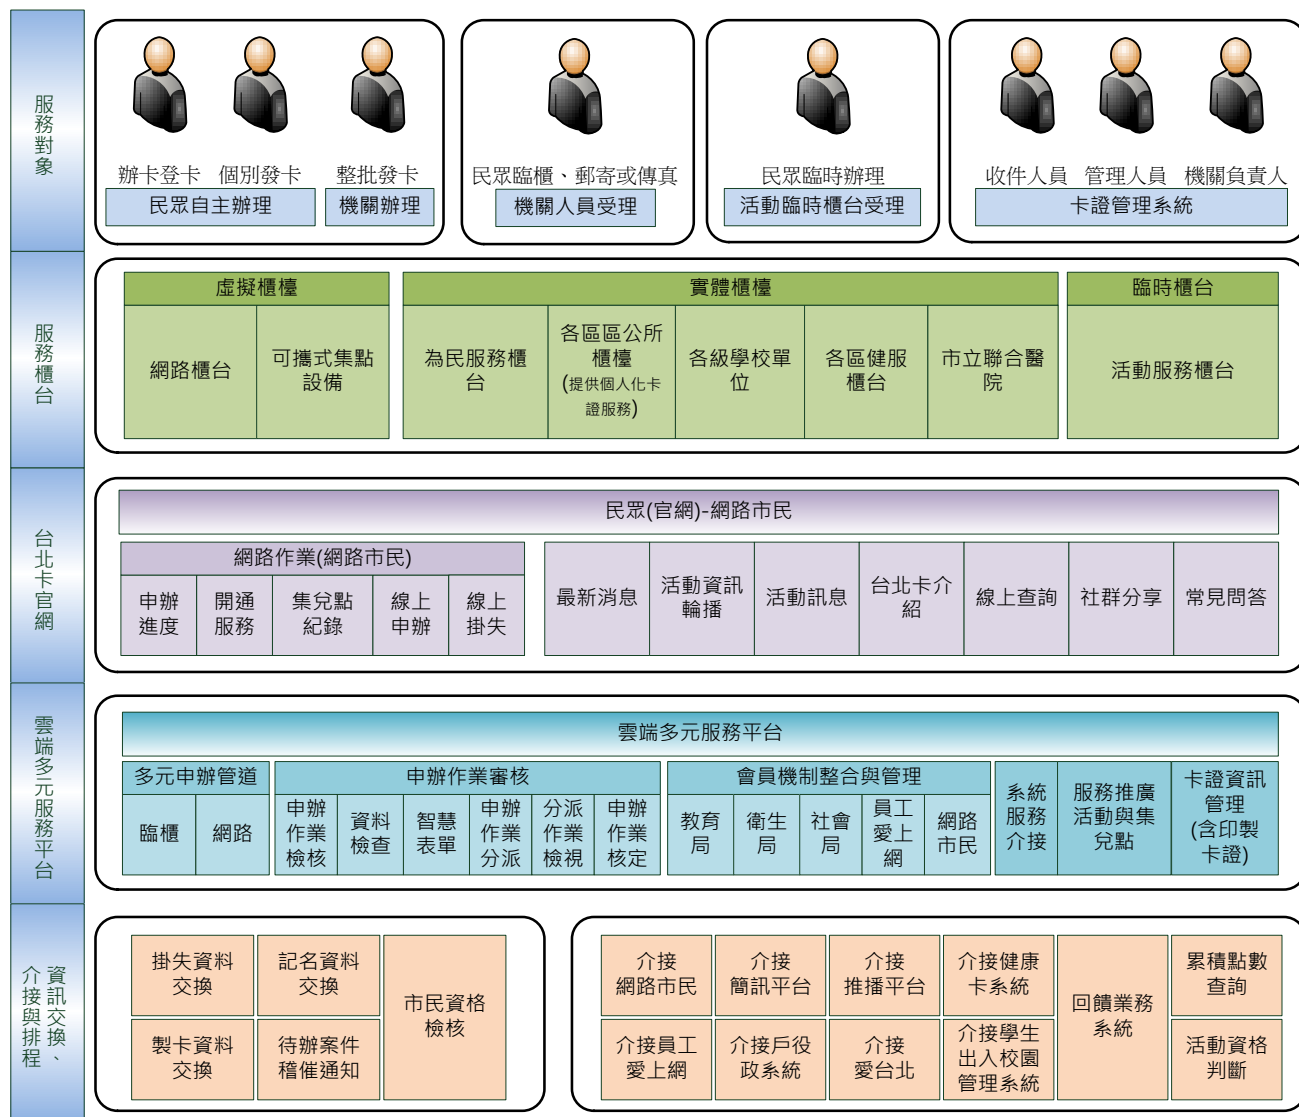 服務對象
辦卡登卡 個別發卡 整批發卡
民眾自主辦理 機關辦理
民眾臨櫃、郵寄或傳真
機關人員受理
民眾臨時辦理
活動臨時櫃台受理
收件人員 管理人員 機關負責人
卡證管理系統
服務櫃台
虛擬櫃檯
網路櫃台
可攜式集點
設備
實體櫃檯
為民服務櫃
台
各區區公所
櫃檯
(提供個人化卡
證服務)
各級學校單
位
各區健服
櫃台
市立聯合醫
院
臨時櫃台
活動服務櫃台
台北卡官網
民眾(官網)-網路市民
網路作業(網路市民)
申辦
進度
開通
服務
集兌點
紀錄
線上
申辦
線上
掛失
最新消息
活動資訊
輪播
活動訊息
台北卡介
紹
線上查詢
社群分享
常見問答
雲端多元服務平台
雲端多元服務平台
多元申辦管道
臨櫃
網路
申辦作業審核
申辦
作業
檢核
資料
檢查
智慧
表單
申辦
作業
分派
分派
作業
檢視
申辦
作業
核定
會員機制整合與管理
教育
局
衛生
局
社會
局
員工
愛上
網
網路
市民
系統
服務
介接
服務推廣
活動與集
兌點
卡證資訊
管理
(含印製
卡證)
資訊交換、
介接與排程
掛失資料
交換
記名資料
交換
市民資格
檢核
製卡資料
交換
待辦案件
稽催通知
介接
網路市民
介接
簡訊平台
介接
推播平台
介接健康
卡系統
回饋業務
系統
累積點數
查詢
介接員工
愛上網
介接戶役
政系統
介接
愛台北
介接學生
出入校園
管理系統
活動資格
判斷